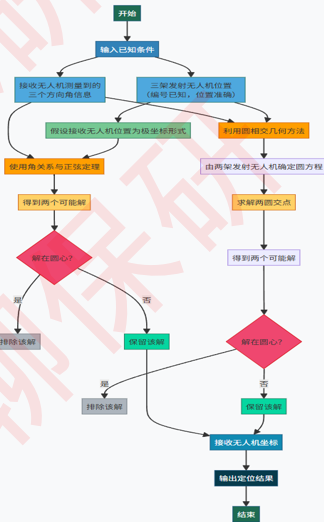 开始
输入已知条件
接收无人机测量到的
三个方向角信息
三架发射无人机位置
(编号已知、位置准确)
假设接收无人机位置为极坐标形式
利用圆相交几何方法
使用角关系与正弦定理
由两架发射无人机确定圆方程
得到两个可能解
求解两圆交点
解在圆心?
得到两个可能解
是
否
排除该解
保留该解
解在圆心?
是
否
排除该解
保留该解
接收无人机坐标
输出定位结果
结束
保研